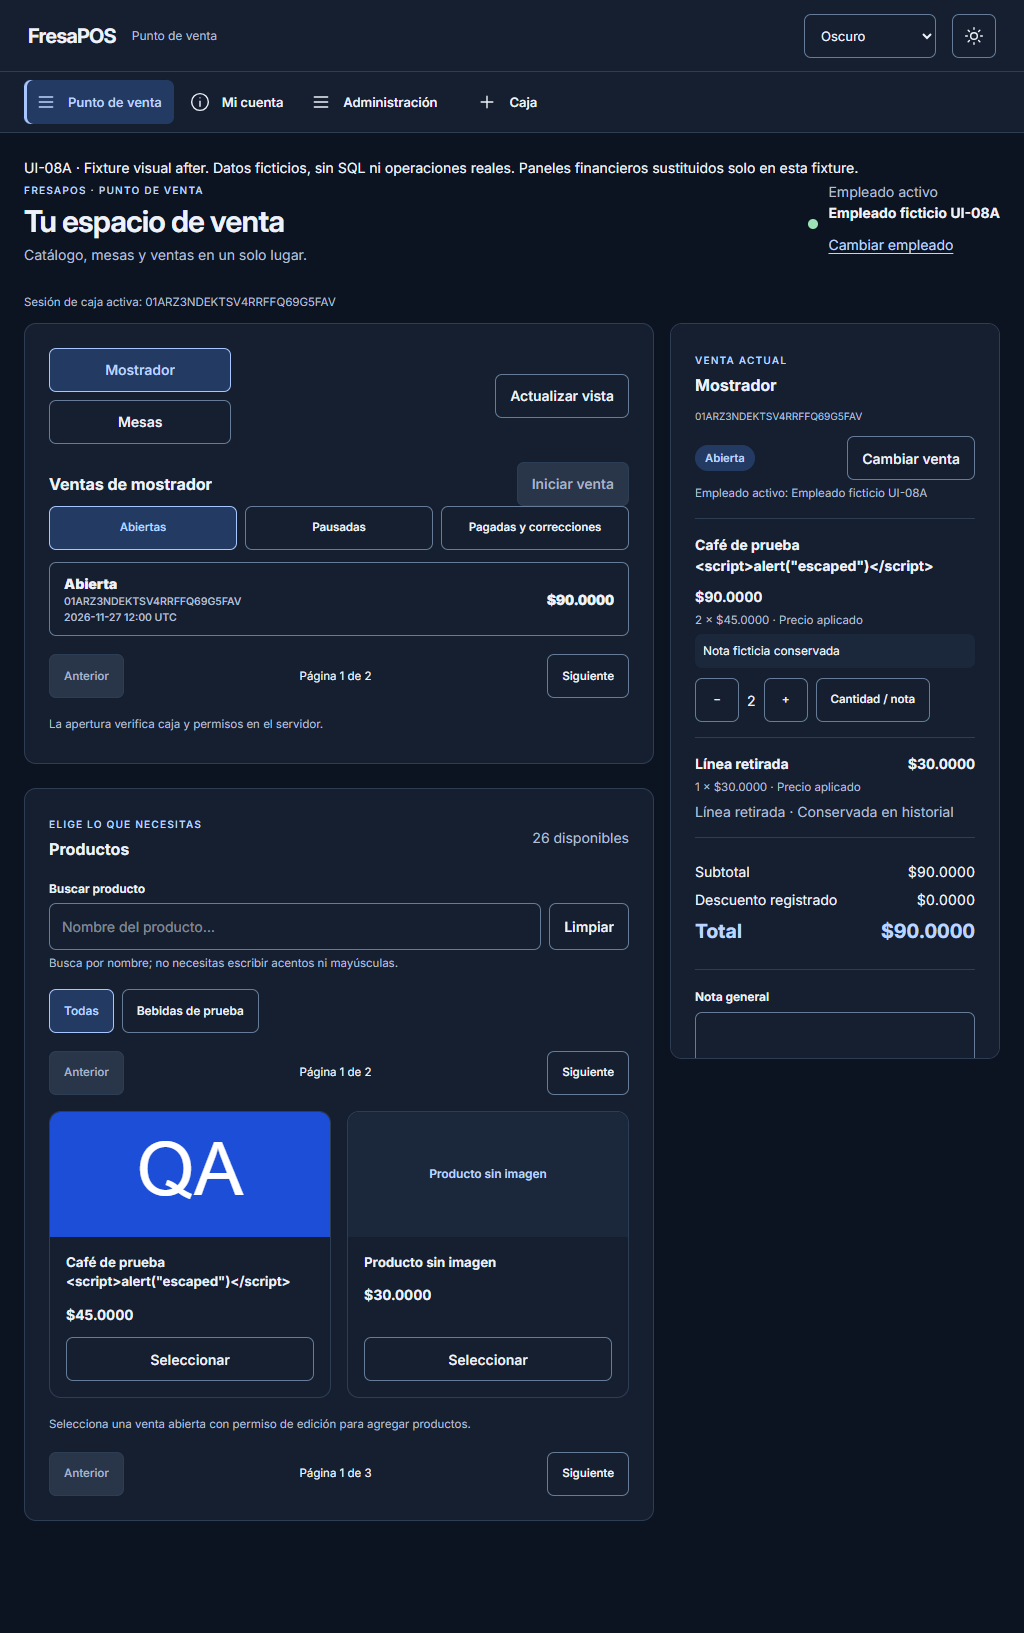 FresaPOS
Punto de venta
Oscuro
Punto de venta
Mi cuenta
Administración
Caja
UI-08A · Fixture visual after. Datos ficticios, sin SQL ni operaciones reales. Paneles financieros sustituidos solo en esta fixture.
FRESAPOS · PUNTO DE VENTA
Tu espacio de venta
Catálogo, mesas y ventas en un solo lugar.
Empleado activo
Empleado ficticio UI-08A
Cambiar empleado
Sesión de caja activa: 01ARZ3NDEKTSV4RRFFQ69G5FAV
Mostrador
Mesas
Actualizar vista
Ventas de mostrador
Iniciar venta
Abiertas
Pausadas
Pagadas y correcciones
Abierta
01ARZ3NDEKTSV4RRFFQ69G5FAV
2026-11-27 12:00 UTC
$90.0000
Anterior
Página 1 de 2
Siguiente
La apertura verifica caja y permisos en el servidor.
ELIGE LO QUE NECESITAS
Productos
26 disponibles
Buscar producto
Nombre del producto...
Limpiar
Busca por nombre; no necesitas escribir acentos ni mayúsculas.
Todas
Bebidas de prueba
Anterior
Página 1 de 2
Siguiente
QA
Café de prueba
<script>alert("escaped")</script>
$45.0000
Seleccionar
Producto sin imagen
Producto sin imagen
$30.0000
Seleccionar
Selecciona una venta abierta con permiso de edición para agregar productos.
Anterior
Página 1 de 3
Siguiente
VENTA ACTUAL
Mostrador
01ARZ3NDEKTSV4RRFFQ69G5FAV
Abierta
Cambiar venta
Empleado activo: Empleado ficticio UI-08A
Café de prueba
<script>alert("escaped")</script>
$90.0000
2 × $45.0000 · Precio aplicado
Nota ficticia conservada
−
2
+
Cantidad / nota
Línea retirada
$30.0000
1 × $30.0000 · Precio aplicado
Línea retirada · Conservada en historial
Subtotal
$90.0000
Descuento registrado
$0.0000
Total
$90.0000
Nota general